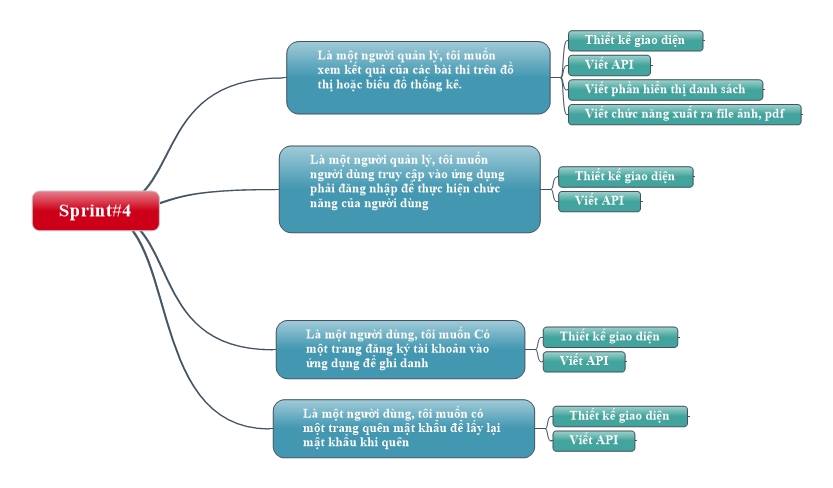 Sprint#4
Là một người quản lý, tôi muốn
xem kết quả của các bài thi trên đồ
thị hoặc biểu đồ thống kê.
Thiết kế giao diện
Viết API
Viết phần hiển thị danh sách
Viết chức năng xuất ra file ảnh, pdf
Là một người quản lý, tôi muốn
người dùng truy cập vào ứng dụng
phải đăng nhập để thực hiện chức
năng của người dùng
Thiết kế giao diện
Viết API
Là một người dùng, tôi muốn Có
một trang đăng ký tài khoản vào
ứng dụng để ghi danh
Thiết kế giao diện
Viết API
Là một người dùng, tôi muốn có
một trang quên mật khẩu để lấy lại
mật khẩu khi quên
Thiết kế giao diện
Viết API